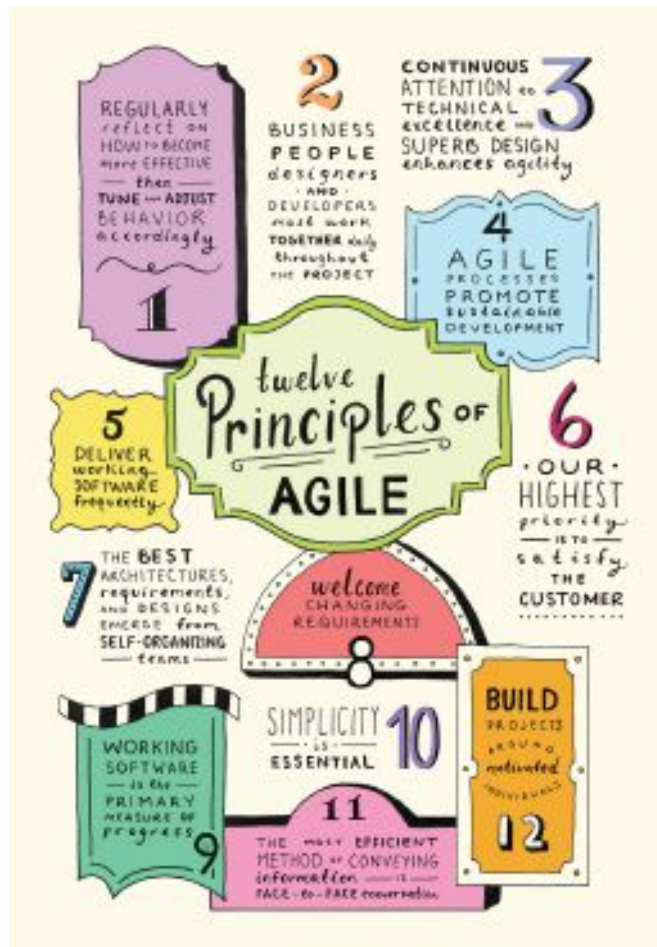 REGULARLY
reflect on
HOW to BECOME
more EFFECTIVE
then
TUNE AND ADJUST
BEHAVIOR
accordingly
1
2
BUSINESS
PEOPLE
designers
AND
DEVELOPERS
must work
TOGETHER daily
throughout
THE PROJECT
3
CONTINUOUS
ATTENTION to
TECHNICAL
excellence AND
SUPERB DESIGN
enhances agility
4
AGILE
PROCESSES
PROMOTE
sustainable
DEVELOPMENT
twelve
Principles OF
AGILE
5
DELIVER
working
SOFTWARE
frequently
6
OUR
HIGHEST
priority
IS TO
satisfy
THE
CUSTOMER
7
THE BEST
ARCHITECTURES,
requirements,
AND DESIGNS
EMERGE from
SELF-ORGANIZING
teams
welcome
CHANGING
REQUIREMENTS
8
WORKING
SOFTWARE
is the
PRIMARY
MEASURE OF
progress
9
SIMPLICITY
is
ESSENTIAL
10
11
THE most EFFICIENT
METHOD OF CONVEYING
information IS
FACE-to-FACE conversation
BUILD
PROJECTS
AROUND
motivated
INDIVIDUALS
12